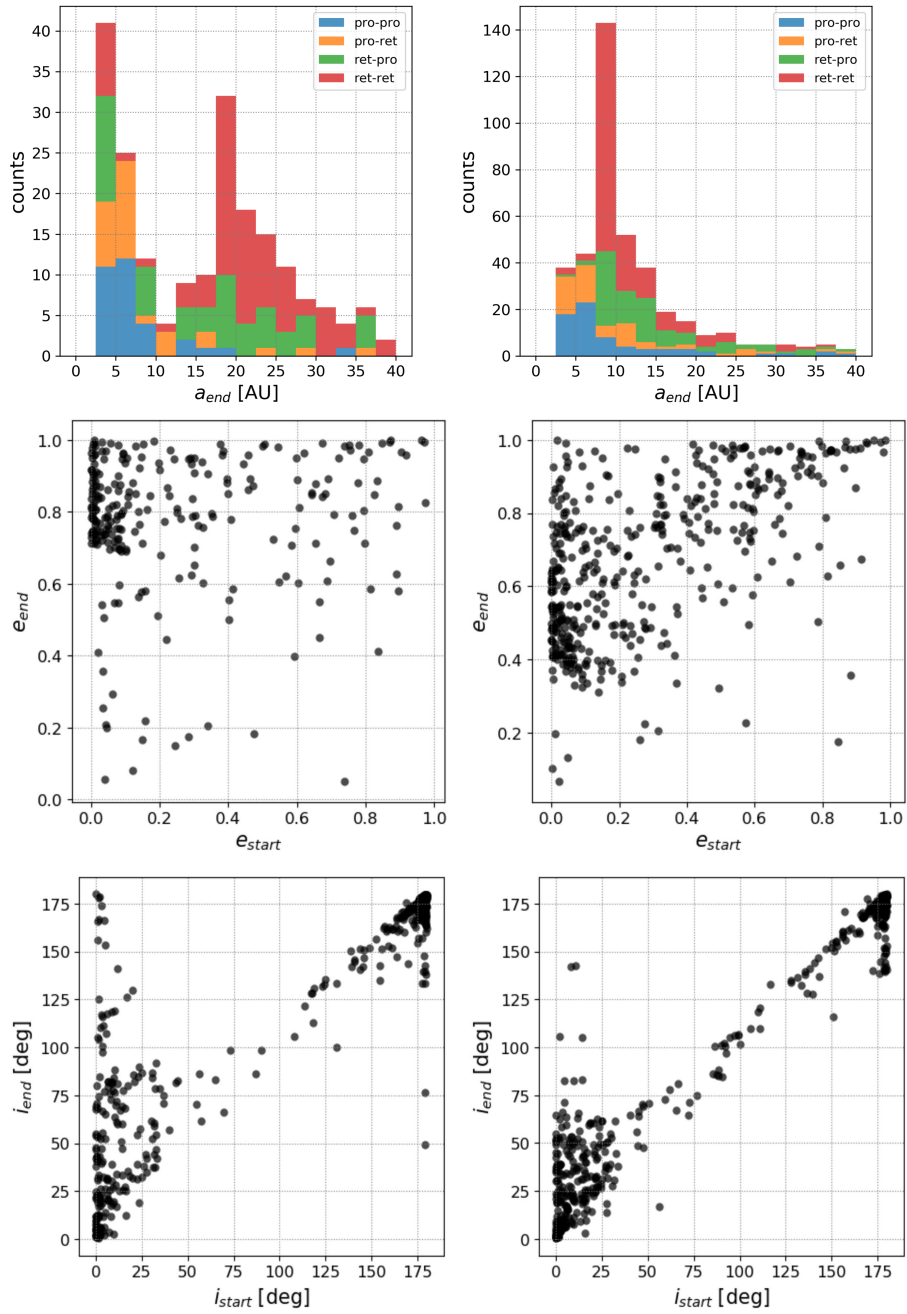 pro-pro
pro-ret
ret-pro
ret-ret
counts
40
35
30
25
20
15
10
5
0
0 5 10 15 20 25 30 35 40
a_end [AU]
pro-pro
pro-ret
ret-pro
ret-ret
counts
140
120
100
80
60
40
20
0
0 5 10 15 20 25 30 35 40
a_end [AU]
e_end
1.0
0.8
0.6
0.4
0.2
0.0
0.0 0.2 0.4 0.6 0.8 1.0
e_start
e_end
1.0
0.8
0.6
0.4
0.2
0.0 0.2 0.4 0.6 0.8 1.0
e_start
i_end [deg]
175
150
125
100
75
50
25
0
0 25 50 75 100 125 150 175
i_start [deg]
i_end [deg]
175
150
125
100
75
50
25
0
0 25 50 75 100 125 150 175
i_start [deg]